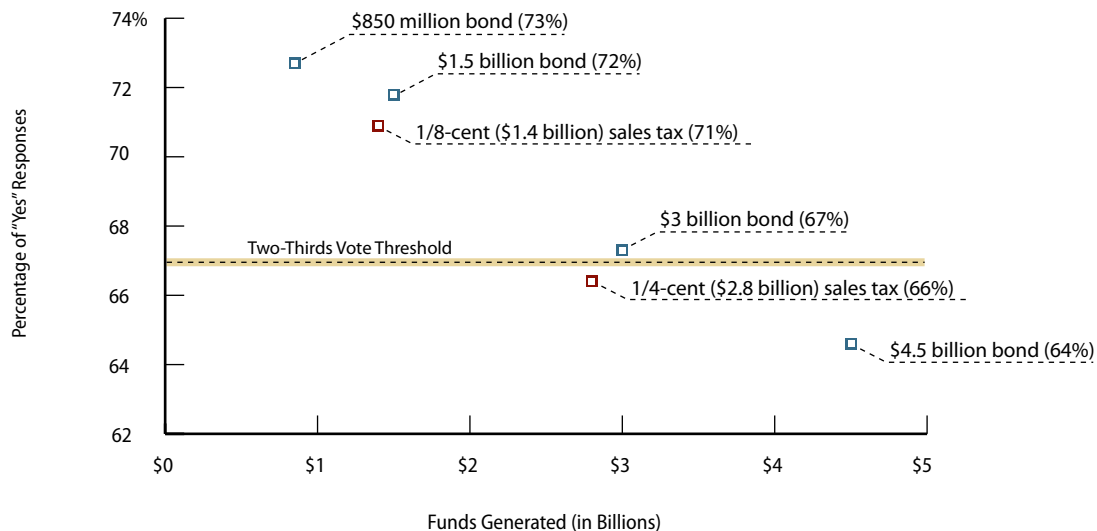 74%
$850 million bond (73%)
$1.5 billion bond (72%)
72
1/8-cent ($1.4 billion) sales tax (71%)
70
Percentage of "Yes" Responses
68
$3 billion bond (67%)
Two-Thirds Vote Threshold
66
1/4-cent ($2.8 billion) sales tax (66%)
64
$4.5 billion bond (64%)
62
$0 $1 $2 $3 $4 $5
Funds Generated (in Billions)